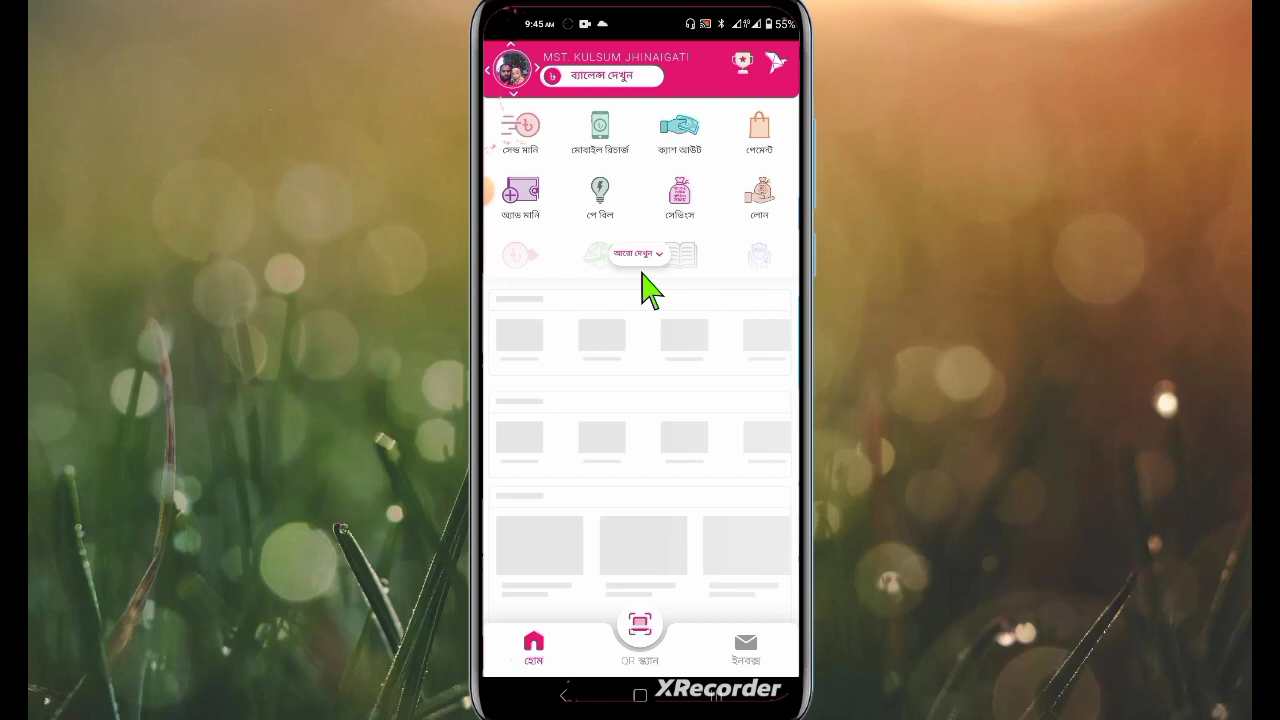 9:45 AM
55%
MST. KULSUM JHINAIGATI
ব্যালেন্স দেখুন
সেন্ড মানি
মোবাইল রিচার্জ
ক্যাশ আউট
পেমেন্ট
অ্যাড মানি
পে বিল
সেভিংস
লোন
আরো দেখুন
হোম
QR স্ক্যান
ইনবক্স
XRecorder